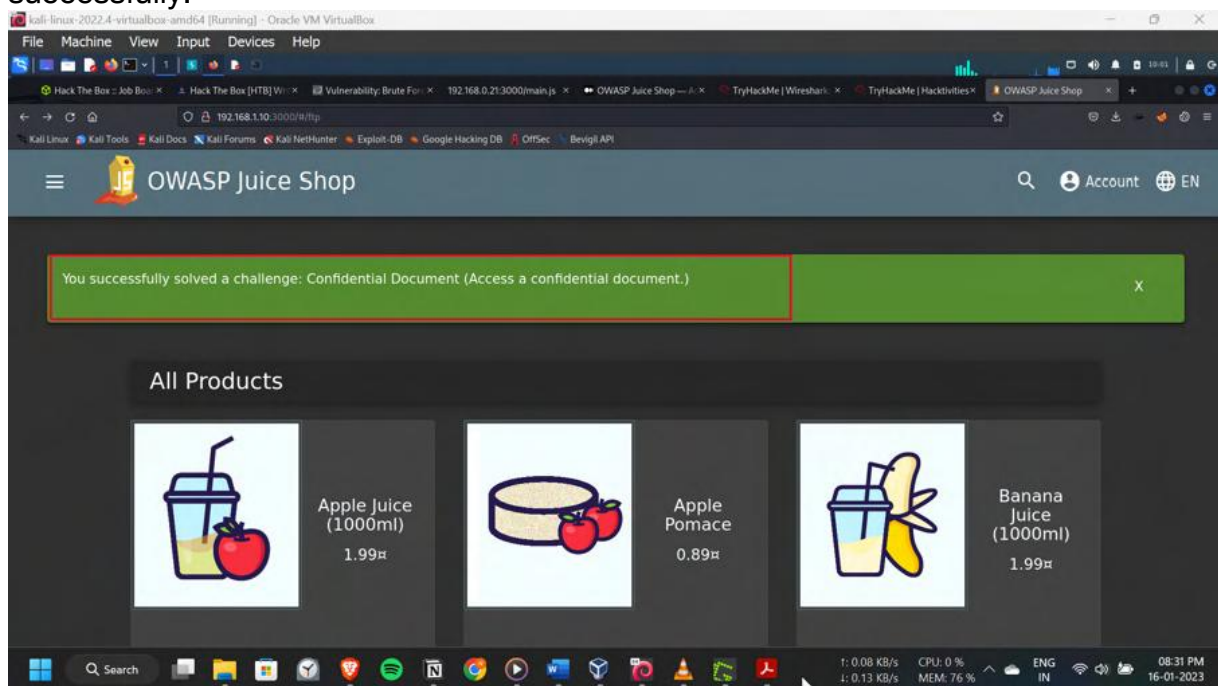 successfully.
kali-linux-2022.4-virtualbox-amd64 [Running] - Oracle VM VirtualBox
File Machine View Input Devices Help
1
10:01
Hack The Box :: Job Boa
Hack The Box [HTB] W
Vulnerability: Brute For
192.168.0.21:3000/main.js
OWASP Juice Shop —
TryHackMe | Wireshark:
TryHackMe | Hacktivities
OWASP Juice Shop
192.168.1.10:3000/#/ftp
Kali Linux Kali Tools Kali Docs Kali Forums Kali NetHunter Exploit-DB Google Hacking DB OffSec Bevigil API
OWASP Juice Shop
Account EN
You successfully solved a challenge: Confidential Document (Access a confidential document.)
X
All Products
Apple Juice
(1000ml)
1.99¤
Apple
Pomace
0.89¤
Banana
Juice
(1000ml)
1.99¤
Search
↑: 0.08 KB/s CPU: 0 %
↓: 0.13 KB/s MEM: 76 %
ENG
IN
08:31 PM
16-01-2023